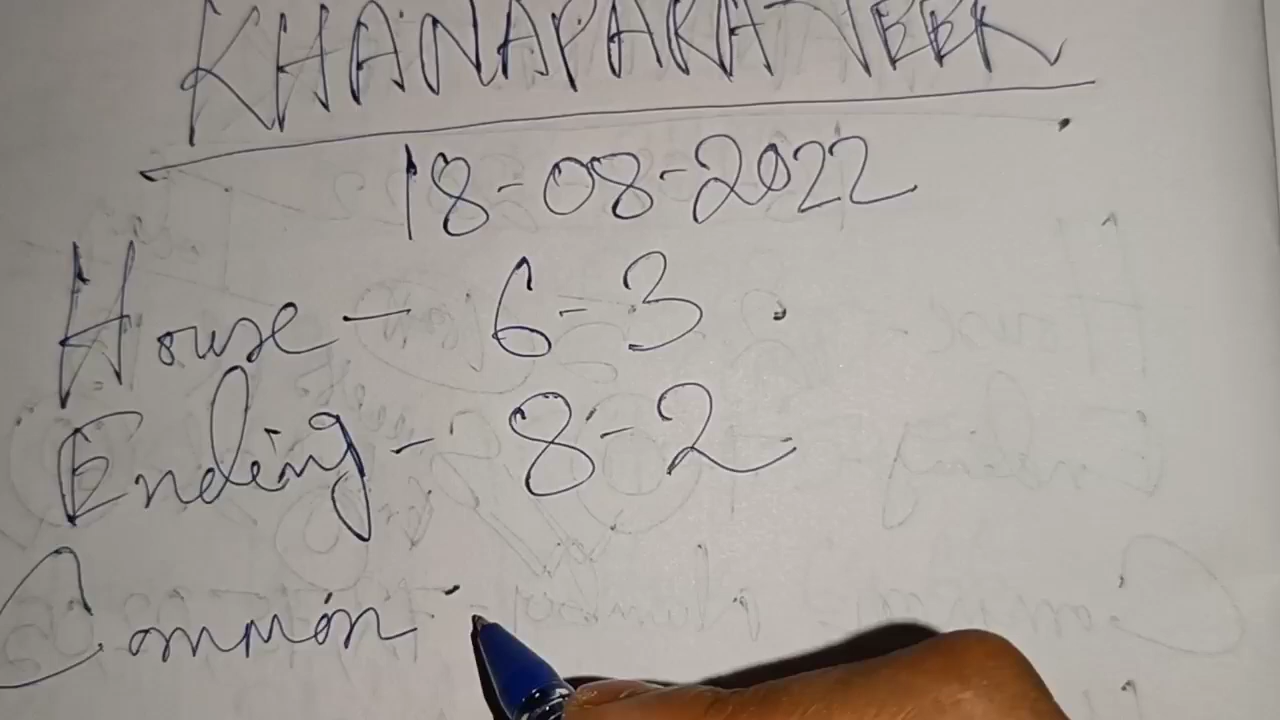 KHANAPARA TEER
18-08-2022
House - 6-3
Ending - 8-2
Common -